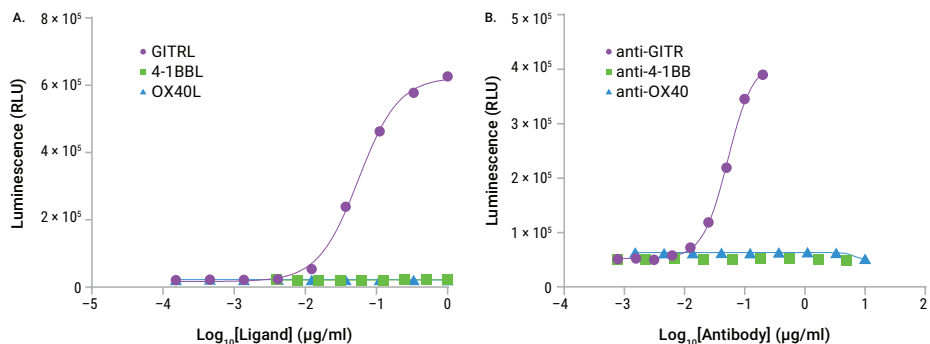 A.
8 × 10⁵
6 × 10⁵
4 × 10⁵
2 × 10⁵
0
Luminescence (RLU)
GITRL
4-1BBL
OX40L
−5 −4 −3 −2 −1 0
Log₁₀[Ligand] (µg/ml)
B.
5 × 10⁵
4 × 10⁵
3 × 10⁵
2 × 10⁵
1 × 10⁵
0
Luminescence (RLU)
anti-GITR
anti-4-1BB
anti-OX40
−4 −3 −2 −1 0 1 2
Log₁₀[Antibody] (µg/ml)